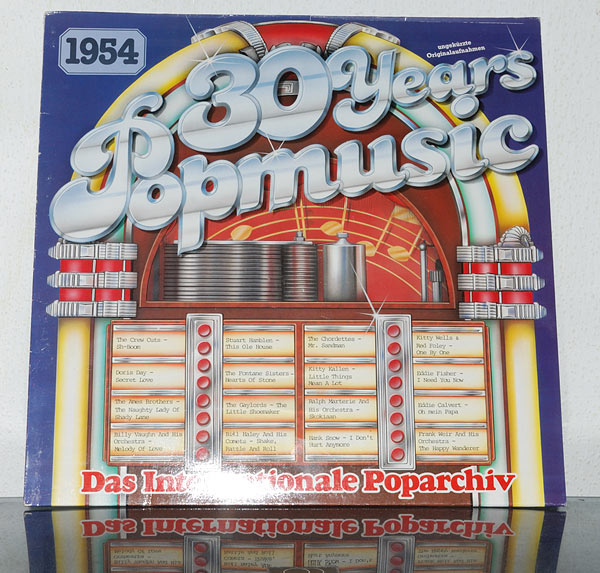 1954
ungekürzte
Originalaufnahmen
30 Years
Popmusic
The Crew Cuts -
Sh-Boom
Doris Day -
Secret Love
The Ames Brothers -
The Naughty Lady Of
Shady Lane
Billy Vaughn And His
Orchestra -
Melody Of Love
Stuart Hamblen -
This Ole House
The Fontane Sisters -
Hearts Of Stone
The Gaylords - The
Little Shoemaker
Bill Haley And His
Comets - Shake,
Rattle And Roll
The Chordettes -
Mr. Sandman
Kitty Kallen -
Little Things
Mean A Lot
Ralph Marterie And
His Orchestra -
Skokiaan
Hank Snow - I Don't
Hurt Anymore
Kitty Wells &
Red Foley -
One By One
Eddie Fisher -
I Need You Now
Eddie Calvert -
Oh mein Papa
Frank Weir And His
Orchestra -
The Happy Wanderer
Das Internationale Poparchiv